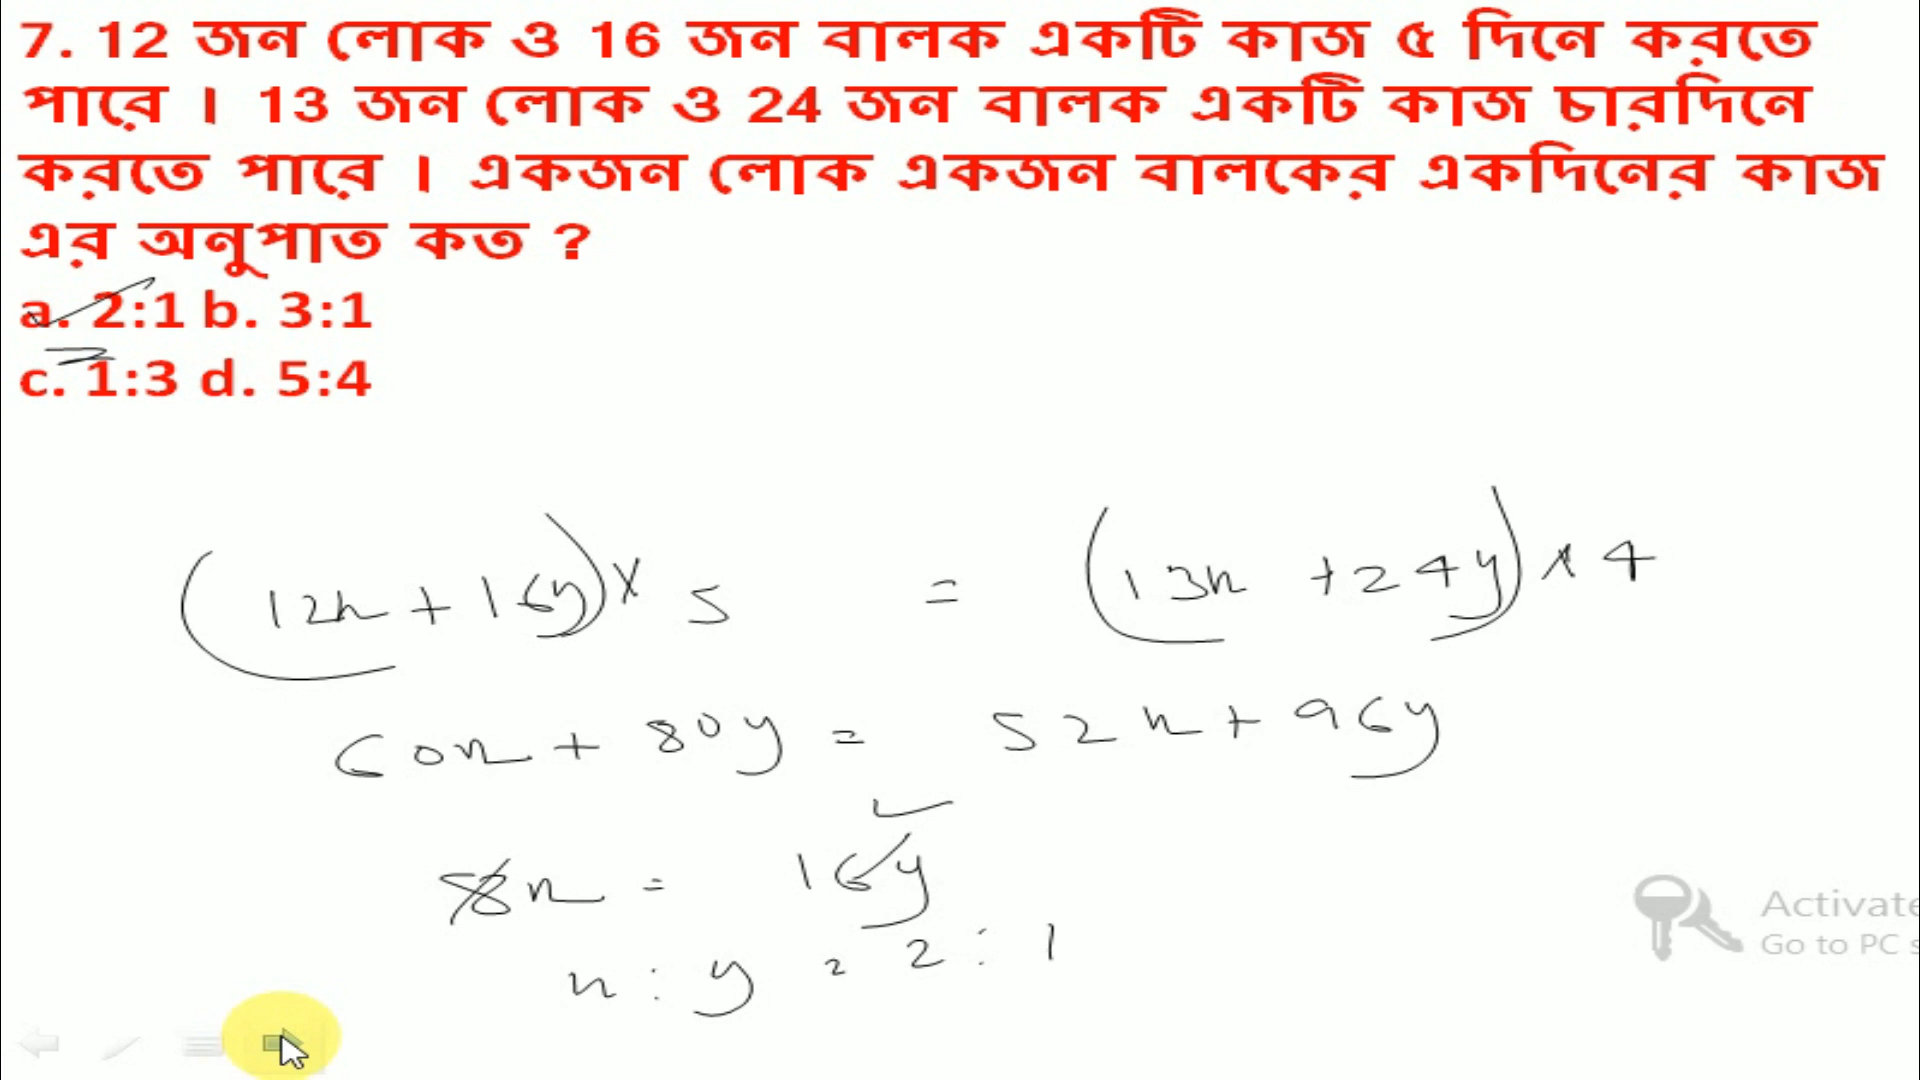 7. 12 জন লোক ও 16 জন বালক একটি কাজ ৫ দিনে করতে
পারে । 13 জন লোক ও 24 জন বালক একটি কাজ চারদিনে
করতে পারে । একজন লোক একজন বালকের একদিনের কাজ
এর অনুপাত কত ?
a. 2:1 b. 3:1
c. 1:3 d. 5:4
(12x + 16y) x 5 = (13x + 24y) x 4
60x + 80y = 52x + 96y
8x = 16y
x : y = 2 : 1
Activate
Go to PC s